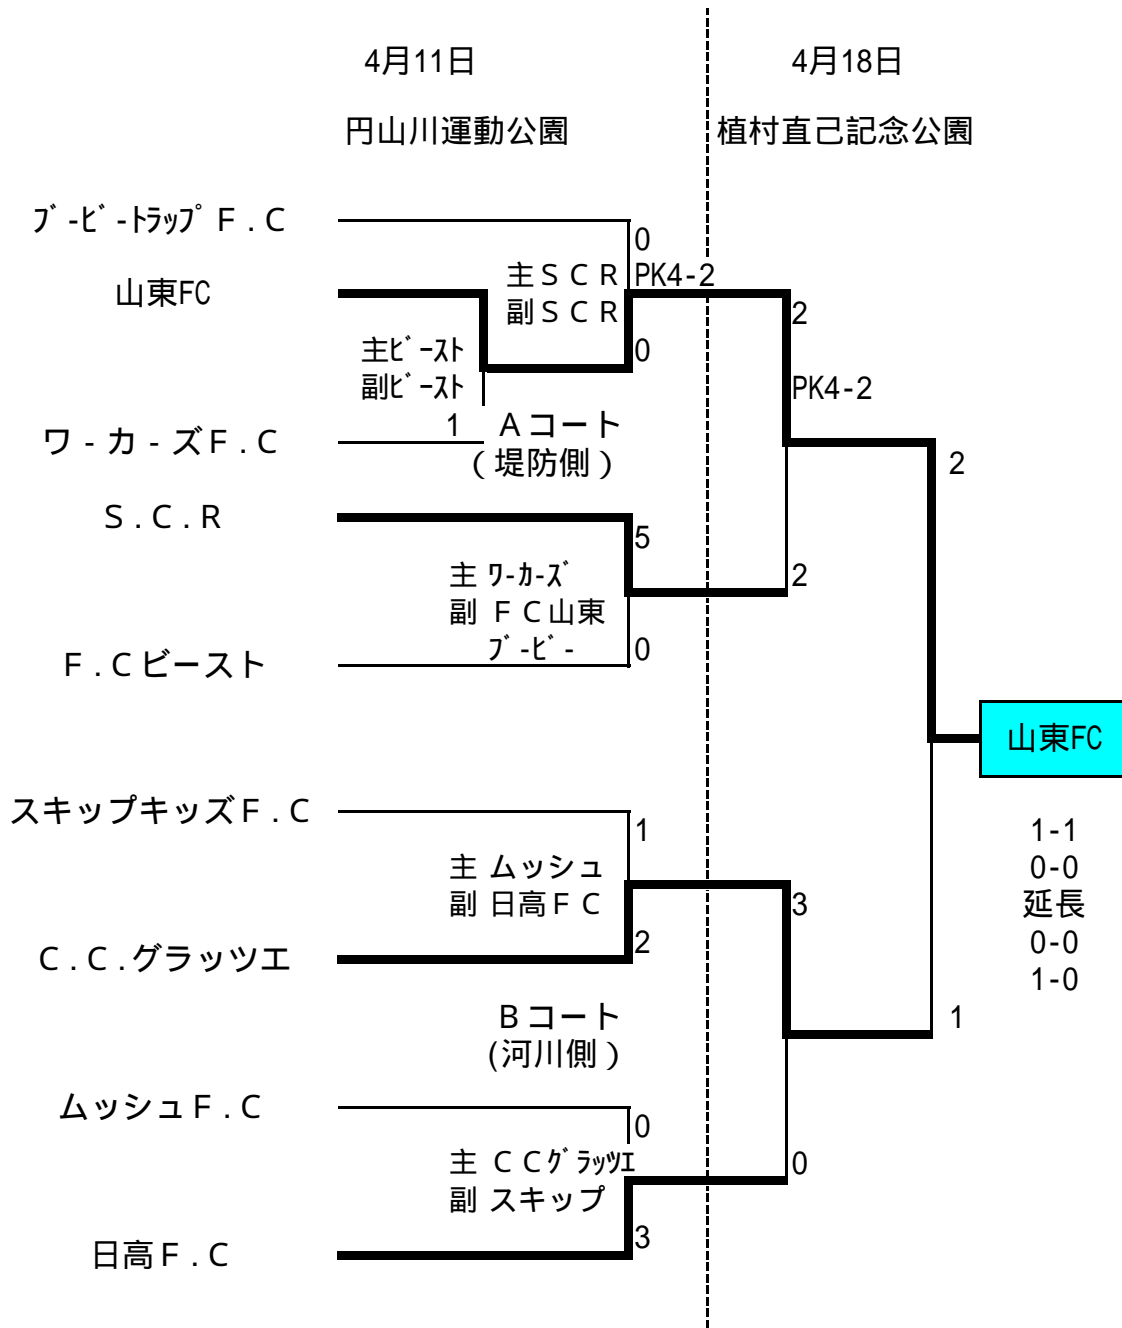 4月11日
4月18日
円山川運動公園
植村直己記念公園
ﾌﾞ-ﾋﾞ-ﾄﾗｯﾌﾟ Ｆ.Ｃ
0
山東FC
主ＳＣＲ
PK4-2
副ＳＣＲ
2
主ﾋﾞｰｽﾄ
0
副ﾋﾞｰｽﾄ
PK4-2
1
Ａコート
ワ-カ-ズＦ.Ｃ
(堤防側)
2
Ｓ.Ｃ.Ｒ
5
主 ﾜ-ｶ-ｽﾞ
2
副 ＦＣ山東
ﾌﾞ-ﾋﾞ-
0
Ｆ.Ｃビースト
山東FC
スキップキッズＦ.Ｃ
1
1-1
主 ムッシュ
0-0
副 日高ＦＣ
3
延長
2
0-0
Ｃ.Ｃ.グラッツエ
1-0
Ｂコート
1
(河川側)
ムッシュＦ.Ｃ
0
主 ＣＣｸﾞﾗｯﾂｴ
0
副 スキップ
3
日高Ｆ.Ｃ